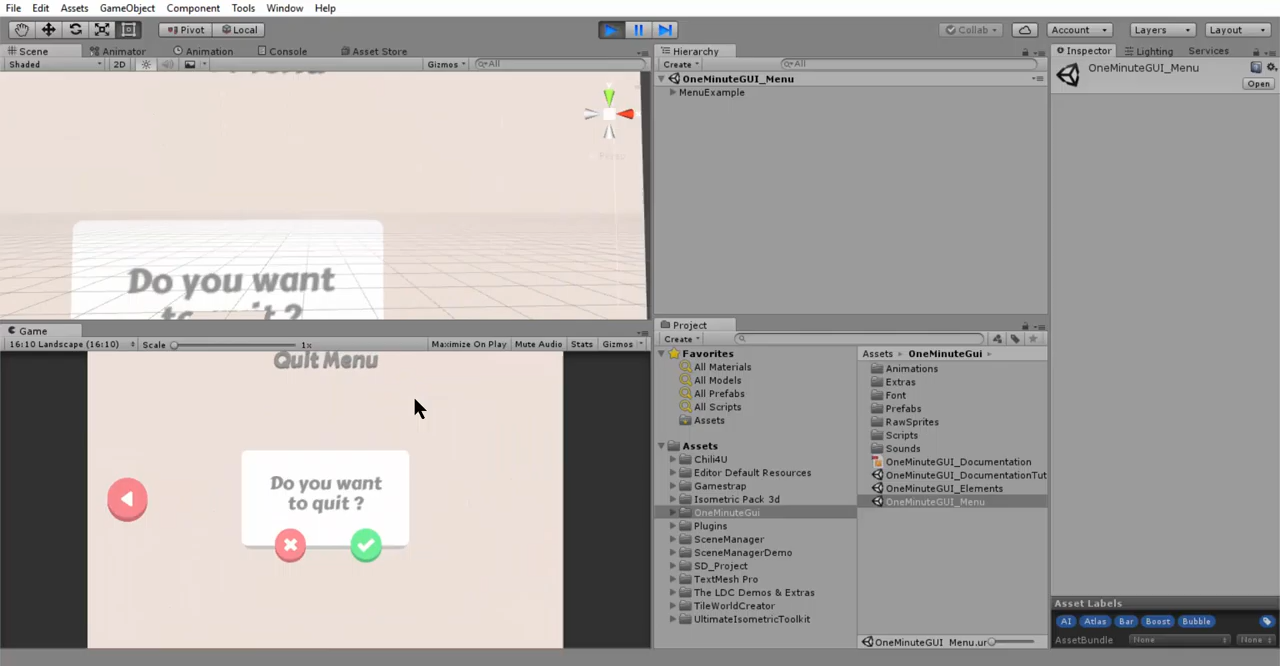 File Edit Assets GameObject Component Tools Window Help
Pivot Local Collab Account Layers Layout
Scene Animator Animation Console Asset Store
Shaded 2D Gizmos All
Do you want
to quit ?
Game
16:10 Landscape (16:10) Scale 1x Maximize On Play Mute Audio Stats Gizmos
Quit Menu
Do you want
to quit ?
Hierarchy
Create All
OneMinuteGUI_Menu
MenuExample
Project
Create
Favorites
All Materials
All Models
All Prefabs
All Scripts
Assets
Assets
Chili4U
Editor Default Resources
Gamestrap
Isometric Pack 3d
OneMinuteGui
Plugins
SceneManager
SceneManagerDemo
SD_Project
TextMesh Pro
The LDC Demos & Extras
TileWorldCreator
UltimateIsometricToolkit
Assets OneMinuteGui
Animations
Extras
Font
Prefabs
RawSprites
Scripts
Sounds
OneMinuteGUI_Documentation
OneMinuteGUI_DocumentationTut
OneMinuteGUI_Elements
OneMinuteGUI_Menu
OneMinuteGUI_Menu.ur
Inspector Lighting Services
OneMinuteGUI_Menu
Open
Asset Labels
AI Atlas Bar Boost Bubble
AssetBundle None None